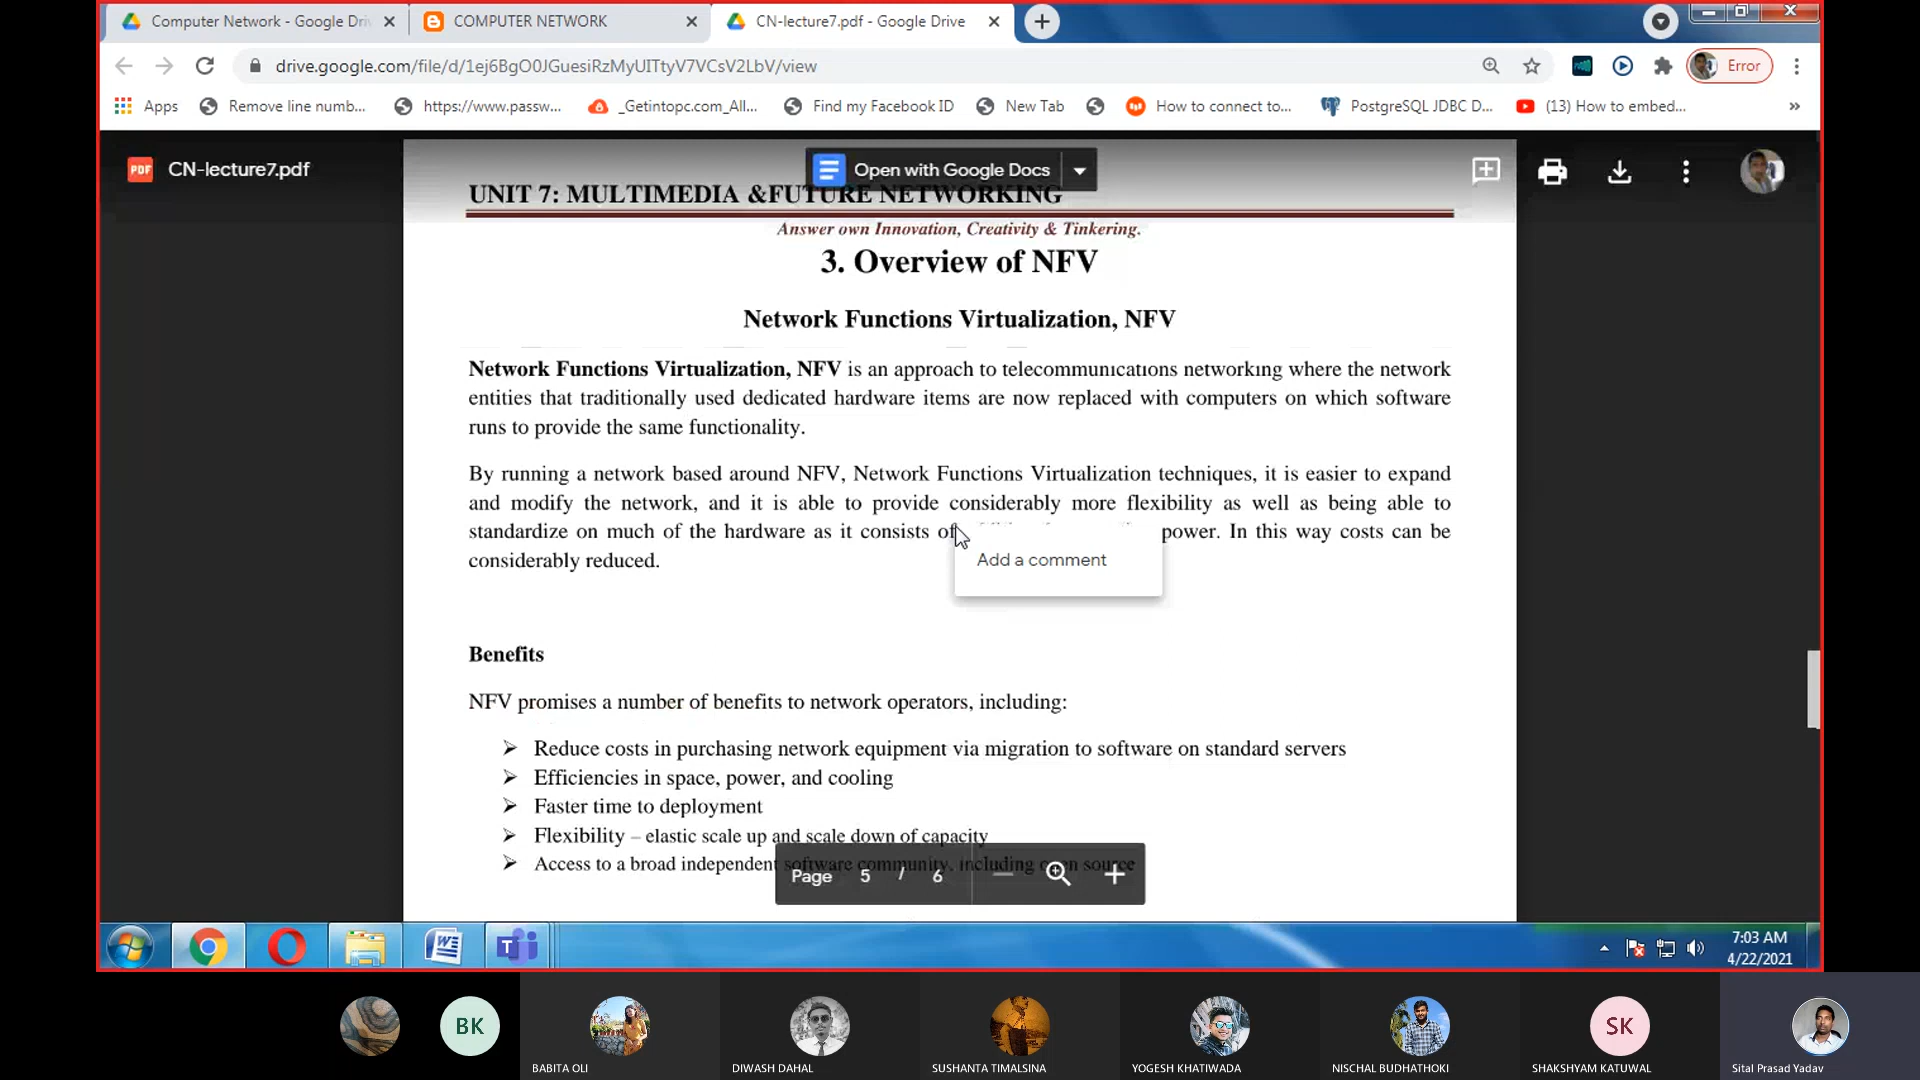 Computer Network - Google Dri
COMPUTER NETWORK
CN-lecture7.pdf - Google Drive
drive.google.com/file/d/1ej6BgO0JGuesiRzMyUITtyV7VCsV2LbV/view
Error
Apps
Remove line numb...
https://www.passw...
_Getintopc.com_All...
Find my Facebook ID
New Tab
How to connect to...
PostgreSQL JDBC D...
(13) How to embed...
»
PDF
CN-lecture7.pdf
Open with Google Docs
UNIT 7: MULTIMEDIA &FUTURE NETWORKING
Answer own Innovation, Creativity & Tinkering.
3. Overview of NFV
Network Functions Virtualization, NFV
Network Functions Virtualization, NFV is an approach to telecommunications networking where the network
entities that traditionally used dedicated hardware items are now replaced with computers on which software
runs to provide the same functionality.
By running a network based around NFV, Network Functions Virtualization techniques, it is easier to expand
and modify the network, and it is able to provide considerably more flexibility as well as being able to
standardize on much of the hardware as it consists of power. In this way costs can be
considerably reduced.
Add a comment
Benefits
NFV promises a number of benefits to network operators, including:
➢ Reduce costs in purchasing network equipment via migration to software on standard servers
➢ Efficiencies in space, power, and cooling
➢ Faster time to deployment
➢ Flexibility – elastic scale up and scale down of capacity
➢ Access to a broad independent software community, including open source
Page 5 / 6
7:03 AM
4/22/2021
BK
SK
BABITA OLI
DIWASH DAHAL
SUSHANTA TIMALSINA
YOGESH KHATIWADA
NISCHAL BUDHATHOKI
SHAKSHYAM KATUWAL
Sital Prasad Yadav